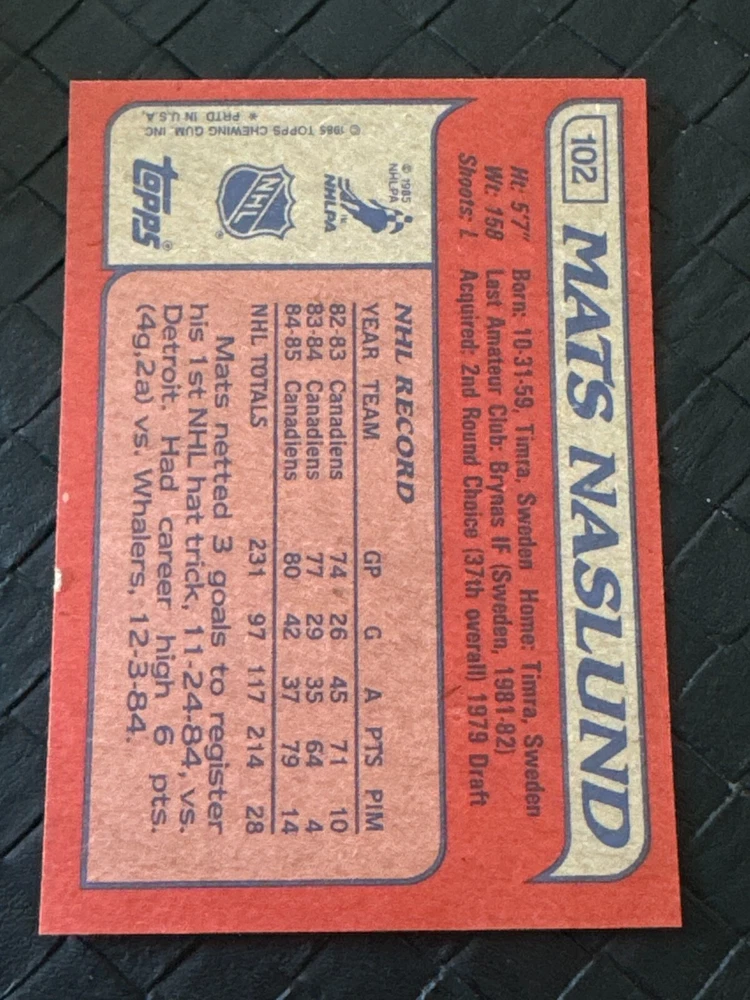 102
MATS NASLUND
Ht: 5'7" Born: 10-31-59, Timra, Sweden Home: Timra, Sweden
Wt: 158 Last Amateur Club: Brynas IF (Sweden, 1981-82)
Shoots: L Acquired: 2nd Round Choice (37th overall) 1979 Draft
© 1985
NHLPA
NHLPA
NHL
topps®
© 1985 TOPPS CHEWING GUM, INC
* PRTD IN U.S.A.
NHL RECORD
YEAR TEAM GP G A PTS PIM
82-83 Canadiens 74 26 45 71 10
83-84 Canadiens 77 29 35 64 4
84-85 Canadiens 80 42 37 79 14
NHL TOTALS 231 97 117 214 28
Mats netted 3 goals to register
his 1st NHL hat trick, 11-24-84, vs.
Detroit. Had career high 6 pts.
(4g,2a) vs. Whalers, 12-3-84.